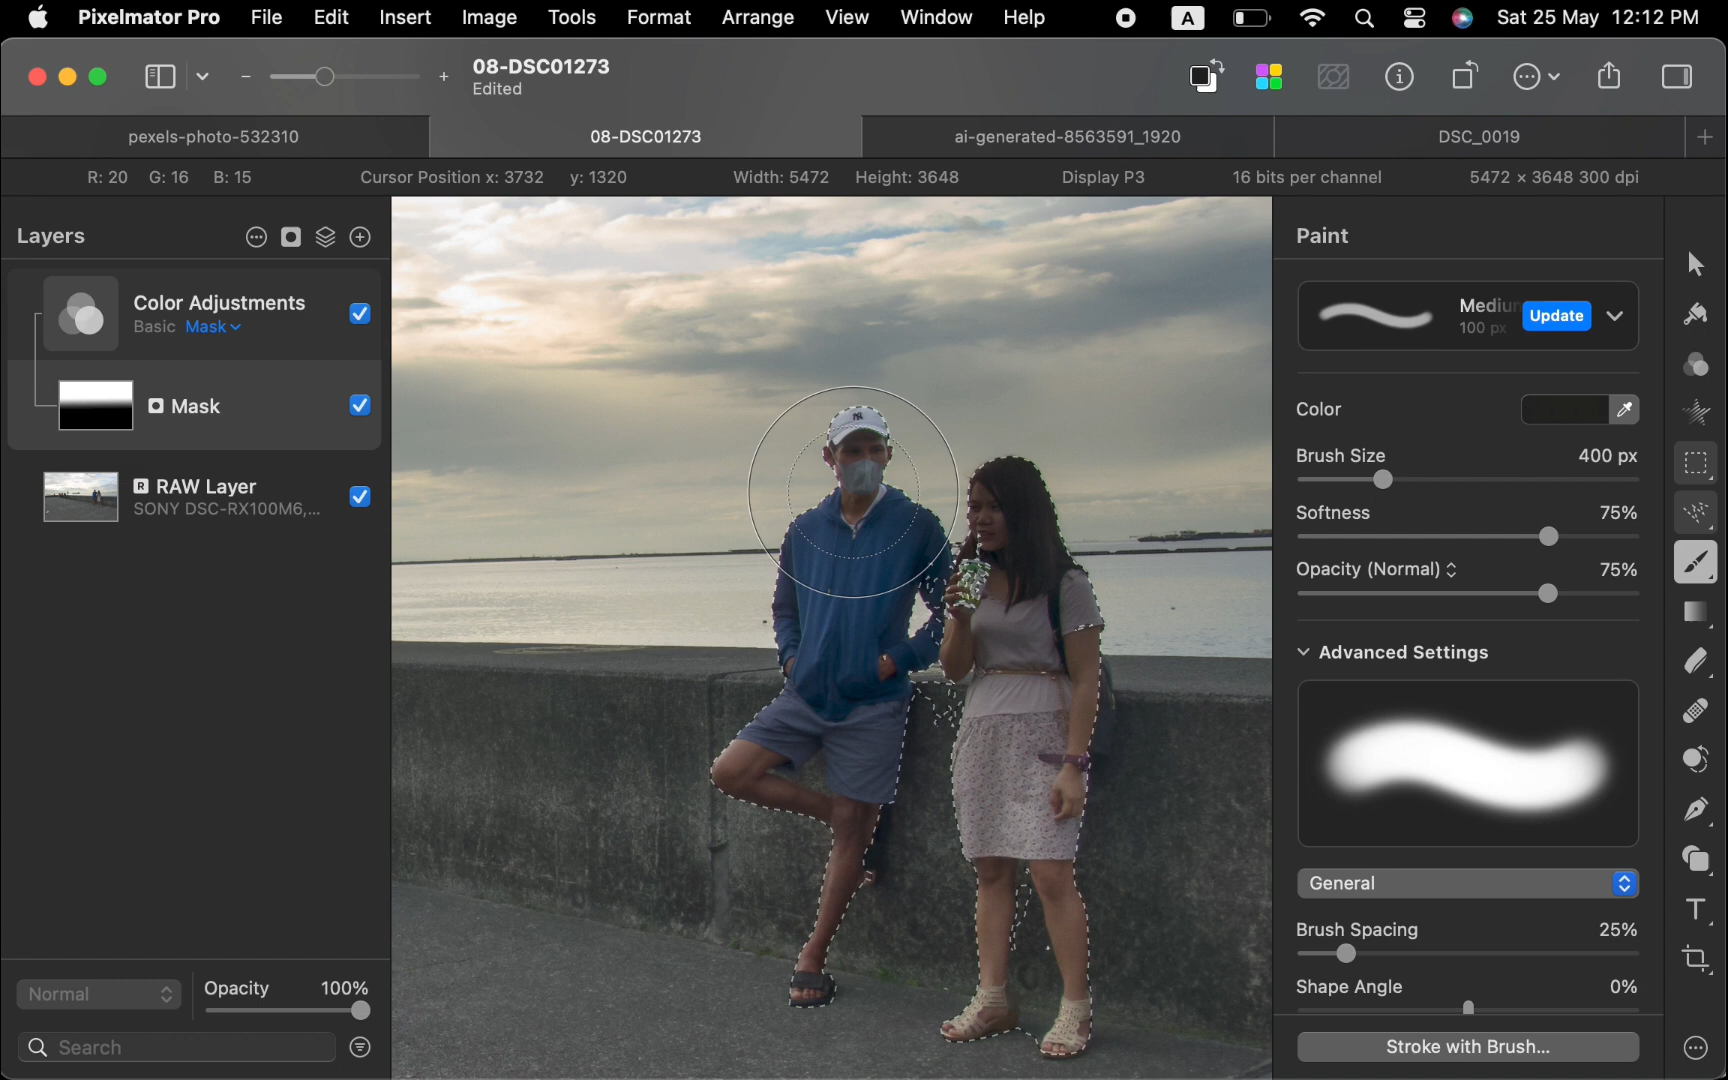 Pixelmator Pro File Edit Insert Image Tools Format Arrange View Window Help A Sat 25 May 12:12 PM
08-DSC01273
Edited
pexels-photo-532310 08-DSC01273 ai-generated-8563591_1920 DSC_0019
R: 20 G: 16 B: 15 Cursor Position x: 3732 y: 1320 Width: 5472 Height: 3648 Display P3 16 bits per channel 5472 × 3648 300 dpi
Layers
Color Adjustments
Basic Mask
Mask
R RAW Layer
SONY DSC-RX100M6,...
Normal
Opacity 100%
Search
NY
Paint
Mediu
100 px
Update
Color
Brush Size 400 px
Softness 75%
Opacity (Normal) 75%
Advanced Settings
General
Brush Spacing 25%
Shape Angle 0%
Stroke with Brush...
T